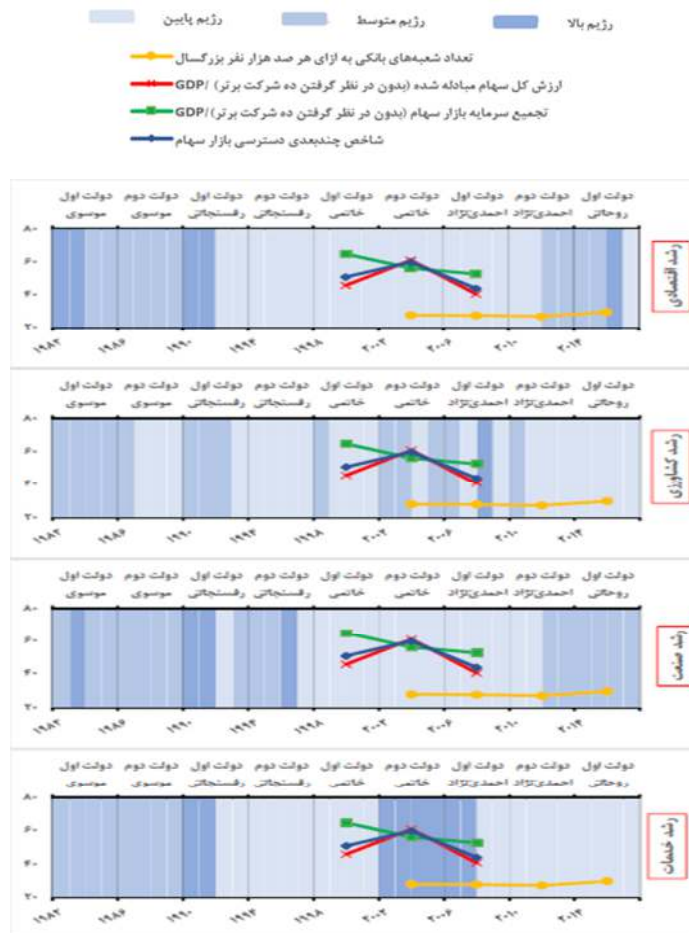 رژیم بالا رژیم متوسط رژیم پایین
تعداد شعبه‌های بانکی به ازای هر صد هزار نفر بزرگسال
ارزش کل سهام مبادله شده (بدون در نظر گرفتن ده شرکت برتر) /GDP
تجمیع سرمایه بازار سهام (بدون در نظر گرفتن ده شرکت برتر)/GDP
شاخص چندبعدی دسترسی بازار سهام
دولت اول دولت دوم دولت اول دولت دوم دولت اول دولت دوم دولت اول دولت دوم دولت اول
موسوی موسوی رفسنجانی رفسنجانی خاتمی خاتمی احمدی‌نژاد احمدی‌نژاد روحانی
۸۰
۶۰
۴۰
۲۰
رشد اقتصادی
۱۹۸۲ ۱۹۸۶ ۱۹۹۰ ۱۹۹۴ ۱۹۹۸ ۲۰۰۲ ۲۰۰۶ ۲۰۱۰ ۲۰۱۴
دولت اول دولت دوم دولت اول دولت دوم دولت اول دولت دوم دولت اول دولت دوم دولت اول
موسوی موسوی رفسنجانی رفسنجانی خاتمی خاتمی احمدی‌نژاد احمدی‌نژاد روحانی
۸۰
۶۰
۴۰
۲۰
رشد کشاورزی
۱۹۸۲ ۱۹۸۶ ۱۹۹۰ ۱۹۹۴ ۱۹۹۸ ۲۰۰۲ ۲۰۰۶ ۲۰۱۰ ۲۰۱۴
دولت اول دولت دوم دولت اول دولت دوم دولت اول دولت دوم دولت اول دولت دوم دولت اول
موسوی موسوی رفسنجانی رفسنجانی خاتمی خاتمی احمدی‌نژاد احمدی‌نژاد روحانی
۸۰
۶۰
۴۰
۲۰
رشد صنعت
۱۹۸۲ ۱۹۸۶ ۱۹۹۰ ۱۹۹۴ ۱۹۹۸ ۲۰۰۲ ۲۰۰۶ ۲۰۱۰ ۲۰۱۴
دولت اول دولت دوم دولت اول دولت دوم دولت اول دولت دوم دولت اول دولت دوم دولت اول
موسوی موسوی رفسنجانی رفسنجانی خاتمی خاتمی احمدی‌نژاد احمدی‌نژاد روحانی
۸۰
۶۰
۴۰
۲۰
رشد خدمات
۱۹۸۲ ۱۹۸۶ ۱۹۹۰ ۱۹۹۴ ۱۹۹۸ ۲۰۰۲ ۲۰۰۶ ۲۰۱۰ ۲۰۱۴